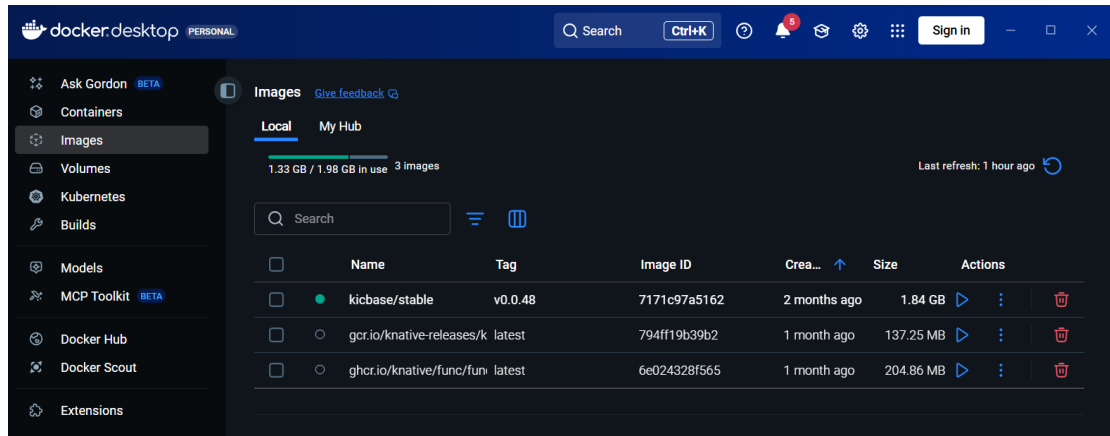 docker.desktop PERSONAL
Search Ctrl+K
5
Sign in
Ask Gordon BETA
Containers
Images
Volumes
Kubernetes
Builds
Models
MCP Toolkit BETA
Docker Hub
Docker Scout
Extensions
Images Give feedback
Local My Hub
1.33 GB / 1.98 GB in use 3 images
Last refresh: 1 hour ago
Search
Name Tag Image ID Crea... Size Actions
kicbase/stable v0.0.48 7171c97a5162 2 months ago 1.84 GB
gcr.io/knative-releases/k latest 794ff19b39b2 1 month ago 137.25 MB
ghcr.io/knative/func/fun latest 6e024328f565 1 month ago 204.86 MB